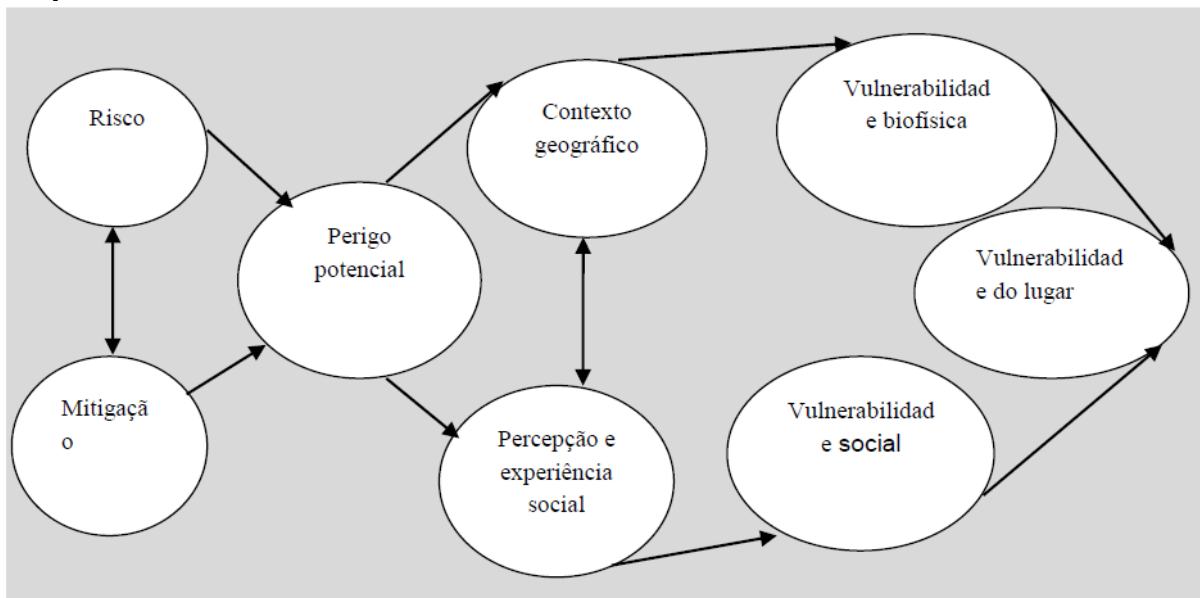 Risco
Mitigaçã
o
Perigo
potencial
Contexto
geográfico
Percepção e
experiência
social
Vulnerabilidad
e biofísica
Vulnerabilidad
e social
Vulnerabilidad
e do lugar